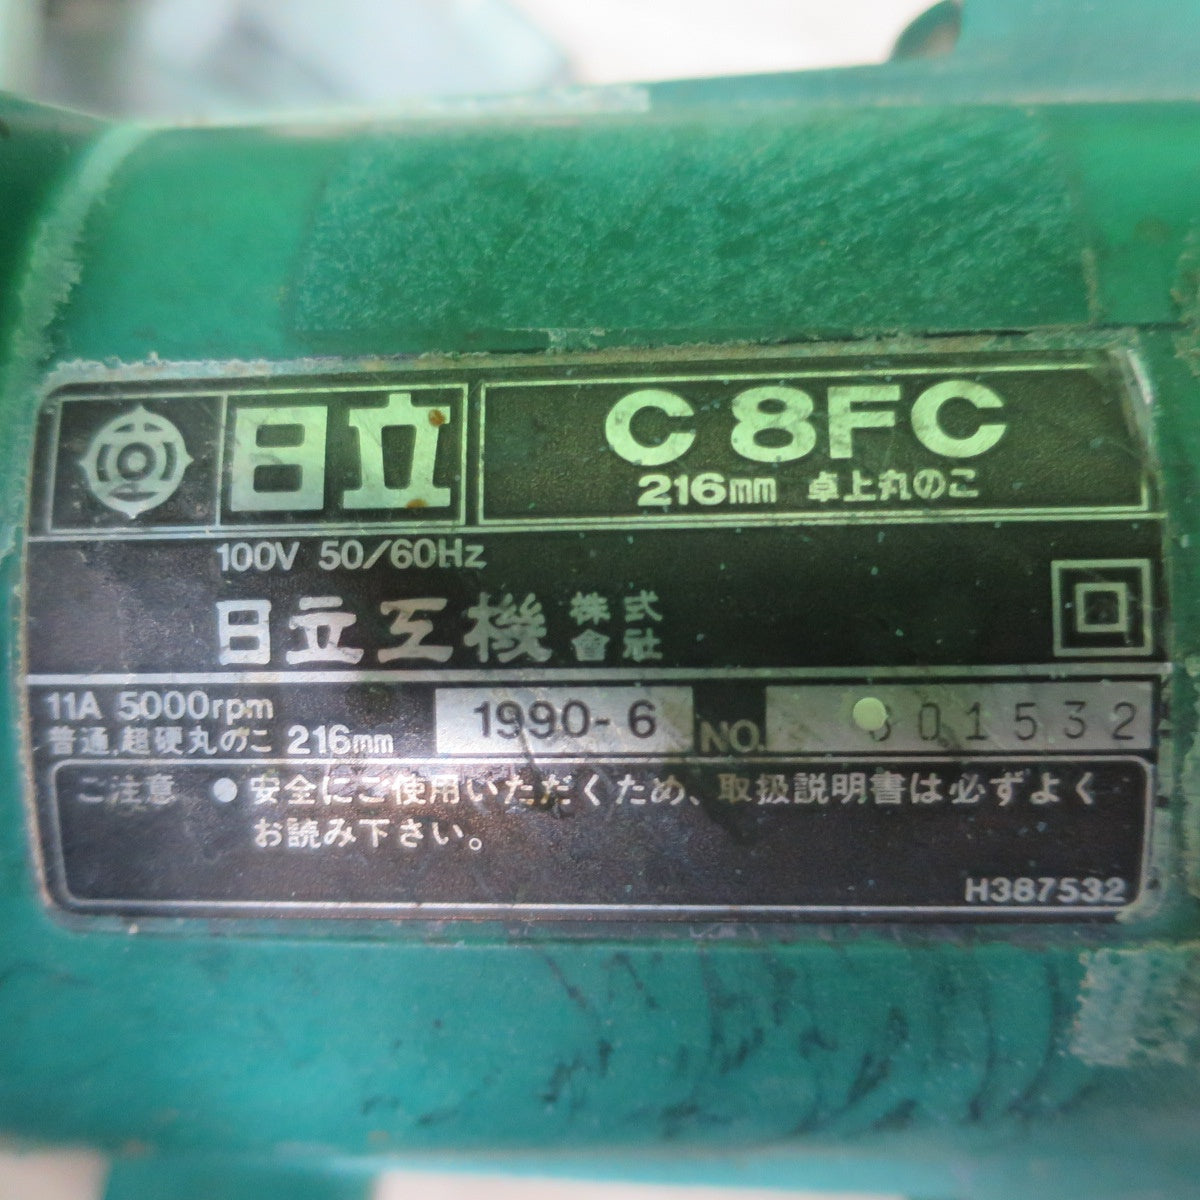 日立
C8FC
216mm 卓上丸のこ
100V 50/60Hz
日立工機 株式會社
11A 5000rpm
普通,超硬丸のこ 216mm
1990-6 NO. 301532
ご注意 ●安全にご使用いただくため、取扱説明書は必ずよく
お読み下さい。
H387532